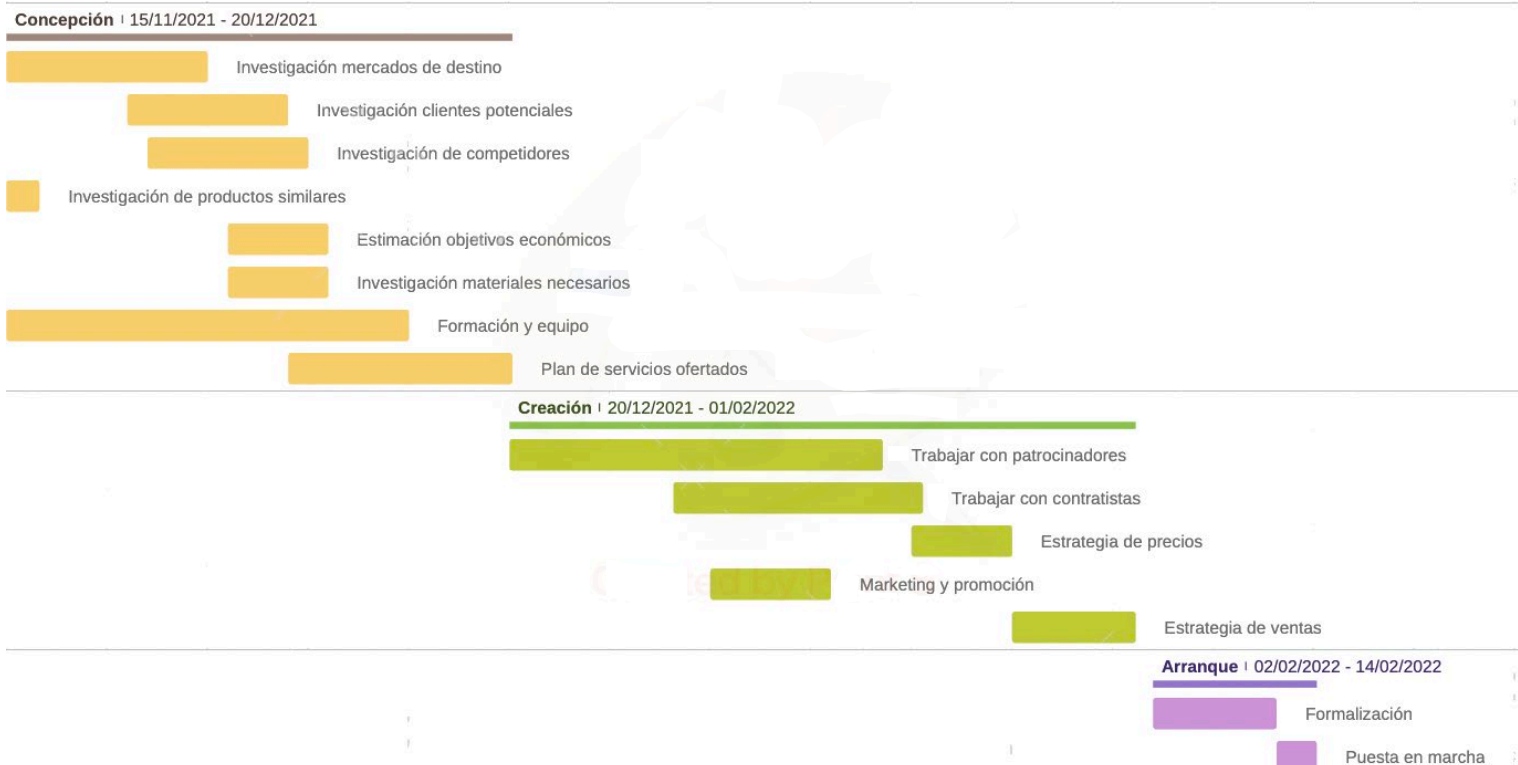 Concepción | 15/11/2021 - 20/12/2021
Investigación mercados de destino
Investigación clientes potenciales
Investigación de competidores
Investigación de productos similares
Estimación objetivos económicos
Investigación materiales necesarios
Formación y equipo
Plan de servicios ofertados
Creación | 20/12/2021 - 01/02/2022
Trabajar con patrocinadores
Trabajar con contratistas
Estrategia de precios
Marketing y promoción
Estrategia de ventas
Arranque | 02/02/2022 - 14/02/2022
Formalización
Puesta en marcha